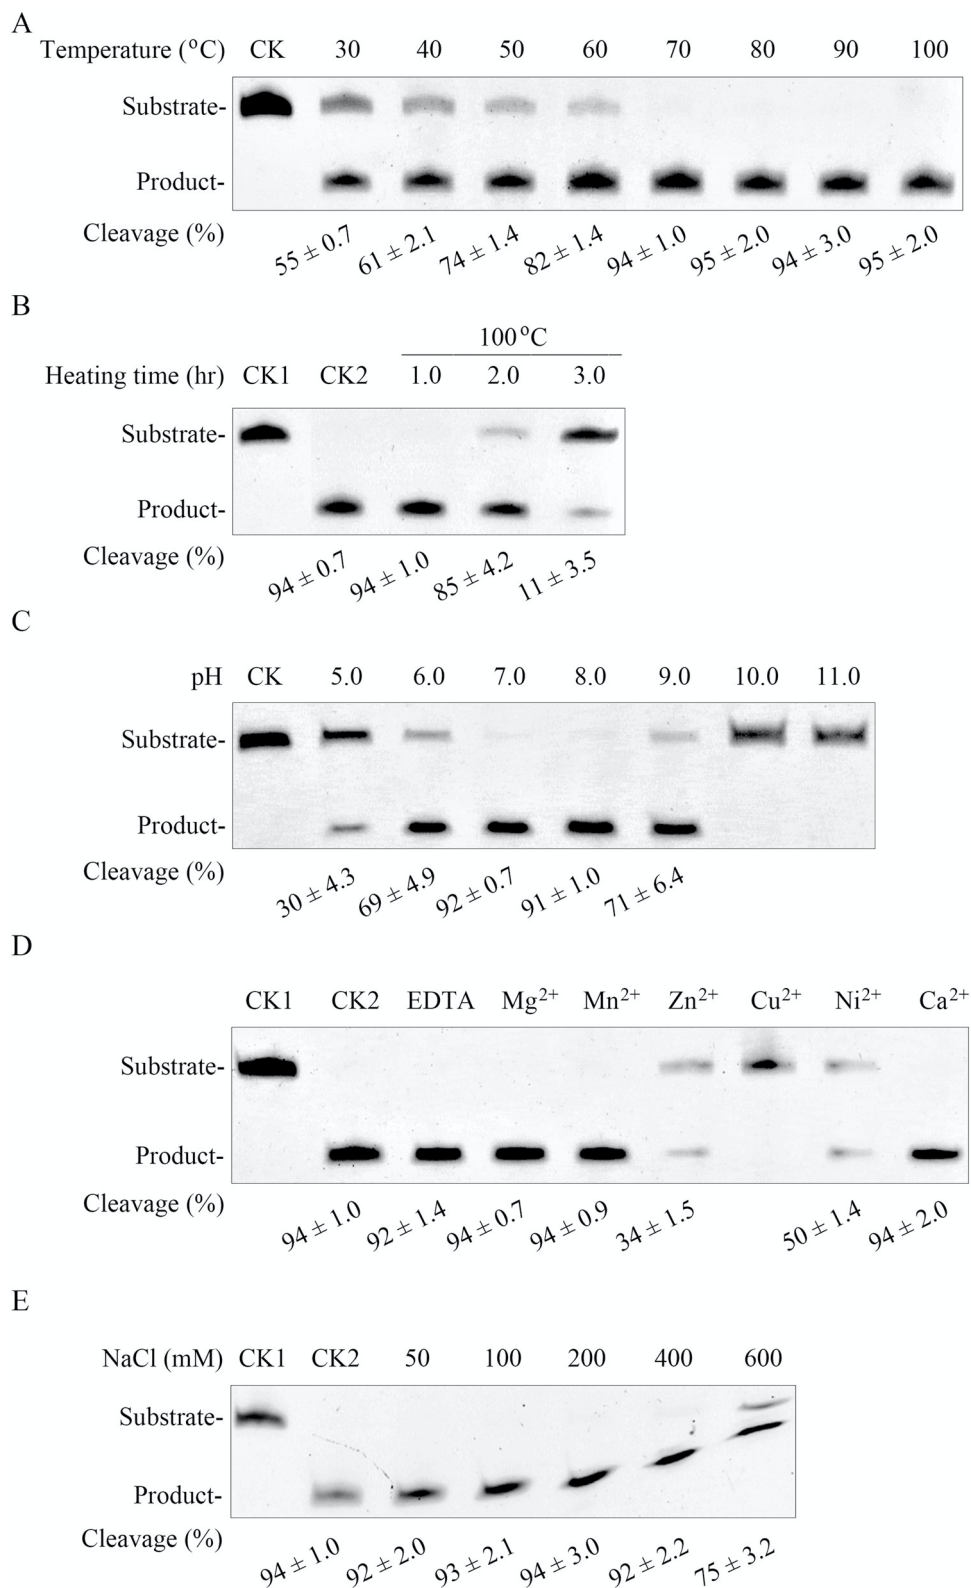 A
Temperature (°C) CK 30 40 50 60 70 80 90 100
Substrate-
Product-
Cleavage (%) 55 ± 0.7 61 ± 2.1 74 ± 1.4 82 ± 1.4 94 ± 1.0 95 ± 2.0 94 ± 3.0 95 ± 2.0
B
100 °C
Heating time (hr) CK1 CK2 1.0 2.0 3.0
Substrate-
Product-
Cleavage (%) 94 ± 0.7 94 ± 1.0 85 ± 4.2 11 ± 3.5
C
pH CK 5.0 6.0 7.0 8.0 9.0 10.0 11.0
Substrate-
Product-
Cleavage (%) 30 ± 4.3 69 ± 4.9 92 ± 0.7 91 ± 1.0 71 ± 6.4
D
CK1 CK2 EDTA Mg²⁺ Mn²⁺ Zn²⁺ Cu²⁺ Ni²⁺ Ca²⁺
Substrate-
Product-
Cleavage (%) 94 ± 1.0 92 ± 1.4 94 ± 0.7 94 ± 0.9 34 ± 1.5 50 ± 1.4 94 ± 2.0
E
NaCl (mM) CK1 CK2 50 100 200 400 600
Substrate-
Product-
Cleavage (%) 94 ± 1.0 92 ± 2.0 93 ± 2.1 94 ± 3.0 92 ± 2.2 75 ± 3.2